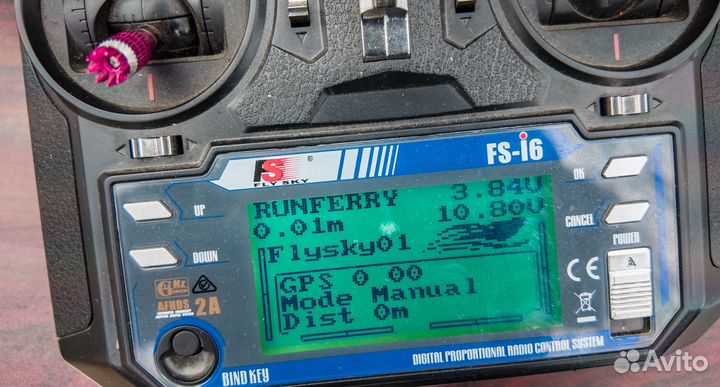 FS-i6
FS ®
FLY SKY
OK
UP
CANCEL
DOWN
POWER
RUNFERRY 3.84V
0.01m 10.80V
Flysky01
GPS 0 00
Mode Manual
Dist 0m
AFHDS 2A
CE
BIND KEY
DIGITAL PROPORTIONAL RADIO CONTROL SYSTEM
Avito